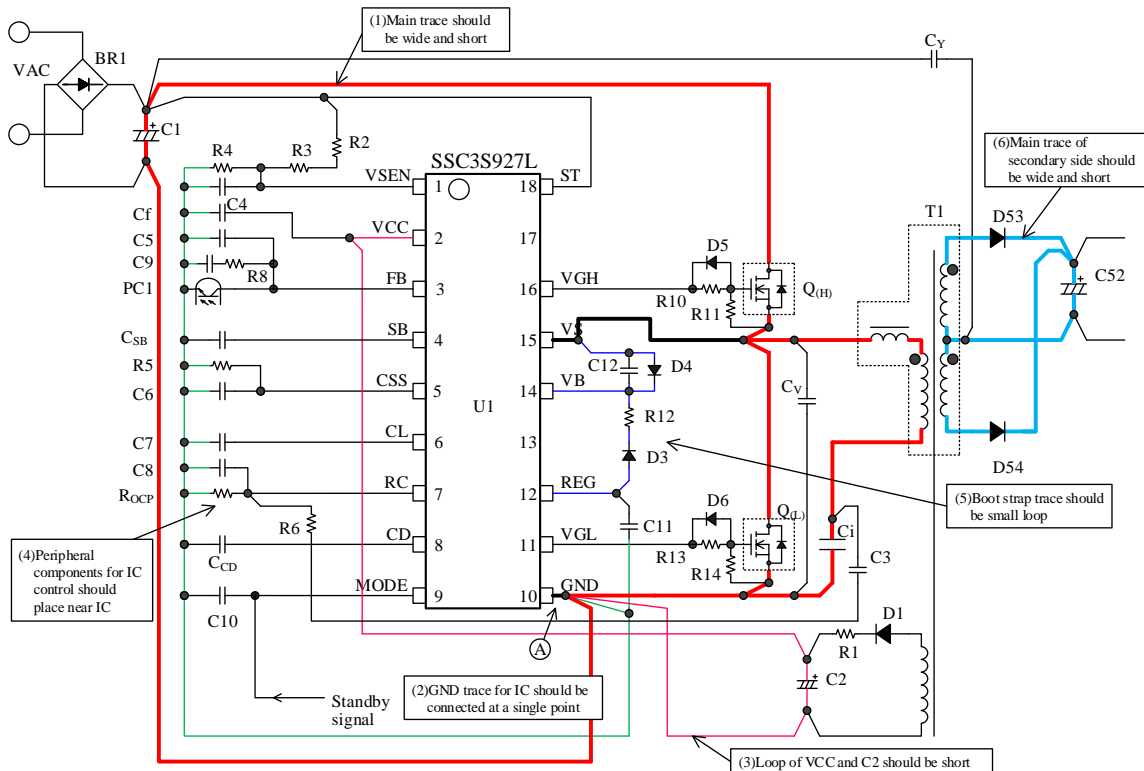 (1)Main trace should
be wide and short
CY
VAC
BR1
C1
R2
R4
R3
SSC3S927L
(6)Main trace of
secondary side should
be wide and short
VSEN
1
18
ST
Cf
C4
VCC
2
17
T1
D53
C5
D5
C9
R8
C52
PC1
FB
3
16
VGH
R10
R11
Q(H)
CSB
SB
4
15
VS
R5
C12
D4
C6
CSS
5
14
VB
CV
U1
R12
C7
CL
6
13
C8
D3
D54
ROCP
RC
7
12
REG
(5)Boot strap trace should
be small loop
R6
C11
D6
Q(L)
(4)Peripheral
components for IC
control should
place near IC
CD
8
11
VGL
R13
R14
Ci
C3
CCD
MODE
9
10
GND
C10
A
D1
R1
C2
Standby
signal
(2)GND trace for IC should be
connected at a single point
(3)Loop of VCC and C2 should be short